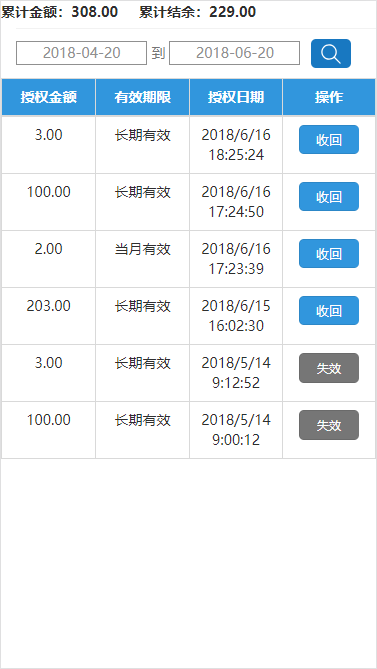 累计金额：308.00 累计结余：229.00
2018-04-20 到 2018-06-20
授权金额 有效期限 授权日期 操作
3.00 长期有效 2018/6/16 18:25:24 收回
100.00 长期有效 2018/6/16 17:24:50 收回
2.00 当月有效 2018/6/16 17:23:39 收回
203.00 长期有效 2018/6/15 16:02:30 收回
3.00 长期有效 2018/5/14 9:12:52 失效
100.00 长期有效 2018/5/14 9:00:12 失效